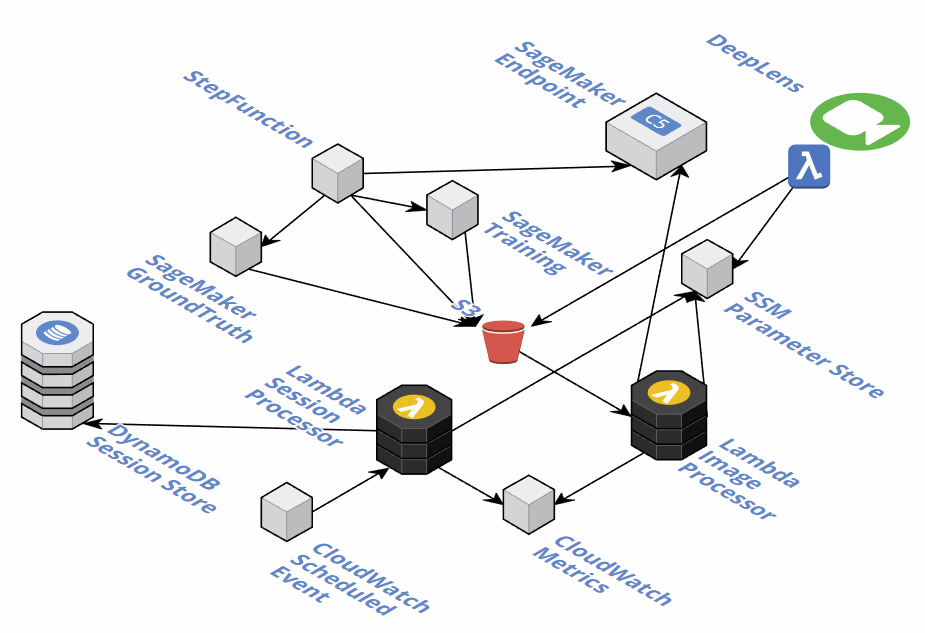 DeepLens
SageMaker
Endpoint
C5
StepFunction
λ
SageMaker
Training
SageMaker
GroundTruth
S3
SSM
Parameter Store
Lambda
Session
Processor
λ
λ
Lambda
Image
Processor
DynamoDB
Session Store
CloudWatch
Scheduled
Event
CloudWatch
Metrics